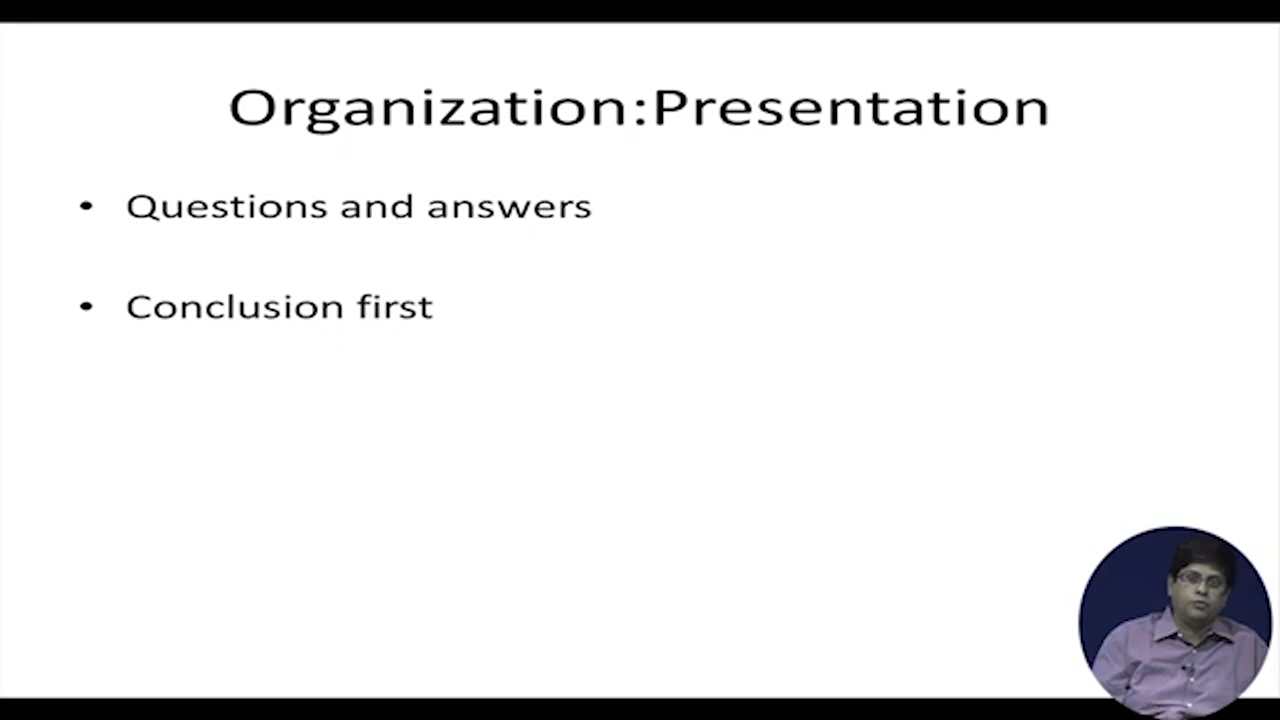 Organization:Presentation
• Questions and answers
• Conclusion first